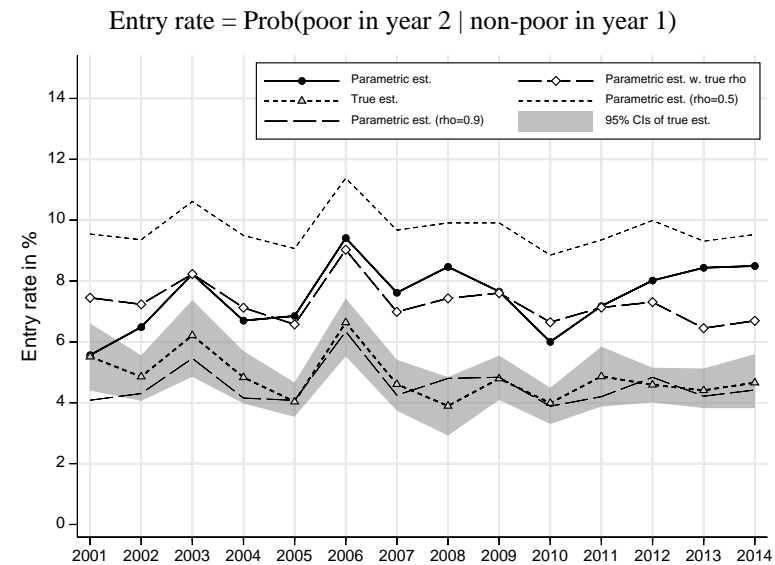 Entry rate = Prob(poor in year 2 | non-poor in year 1)
Parametric est.
Parametric est. w. true rho
True est.
Parametric est. (rho=0.5)
Parametric est. (rho=0.9)
95% CIs of true est.
Entry rate in %
14
12
10
8
6
4
2
0
2001 2002 2003 2004 2005 2006 2007 2008 2009 2010 2011 2012 2013 2014